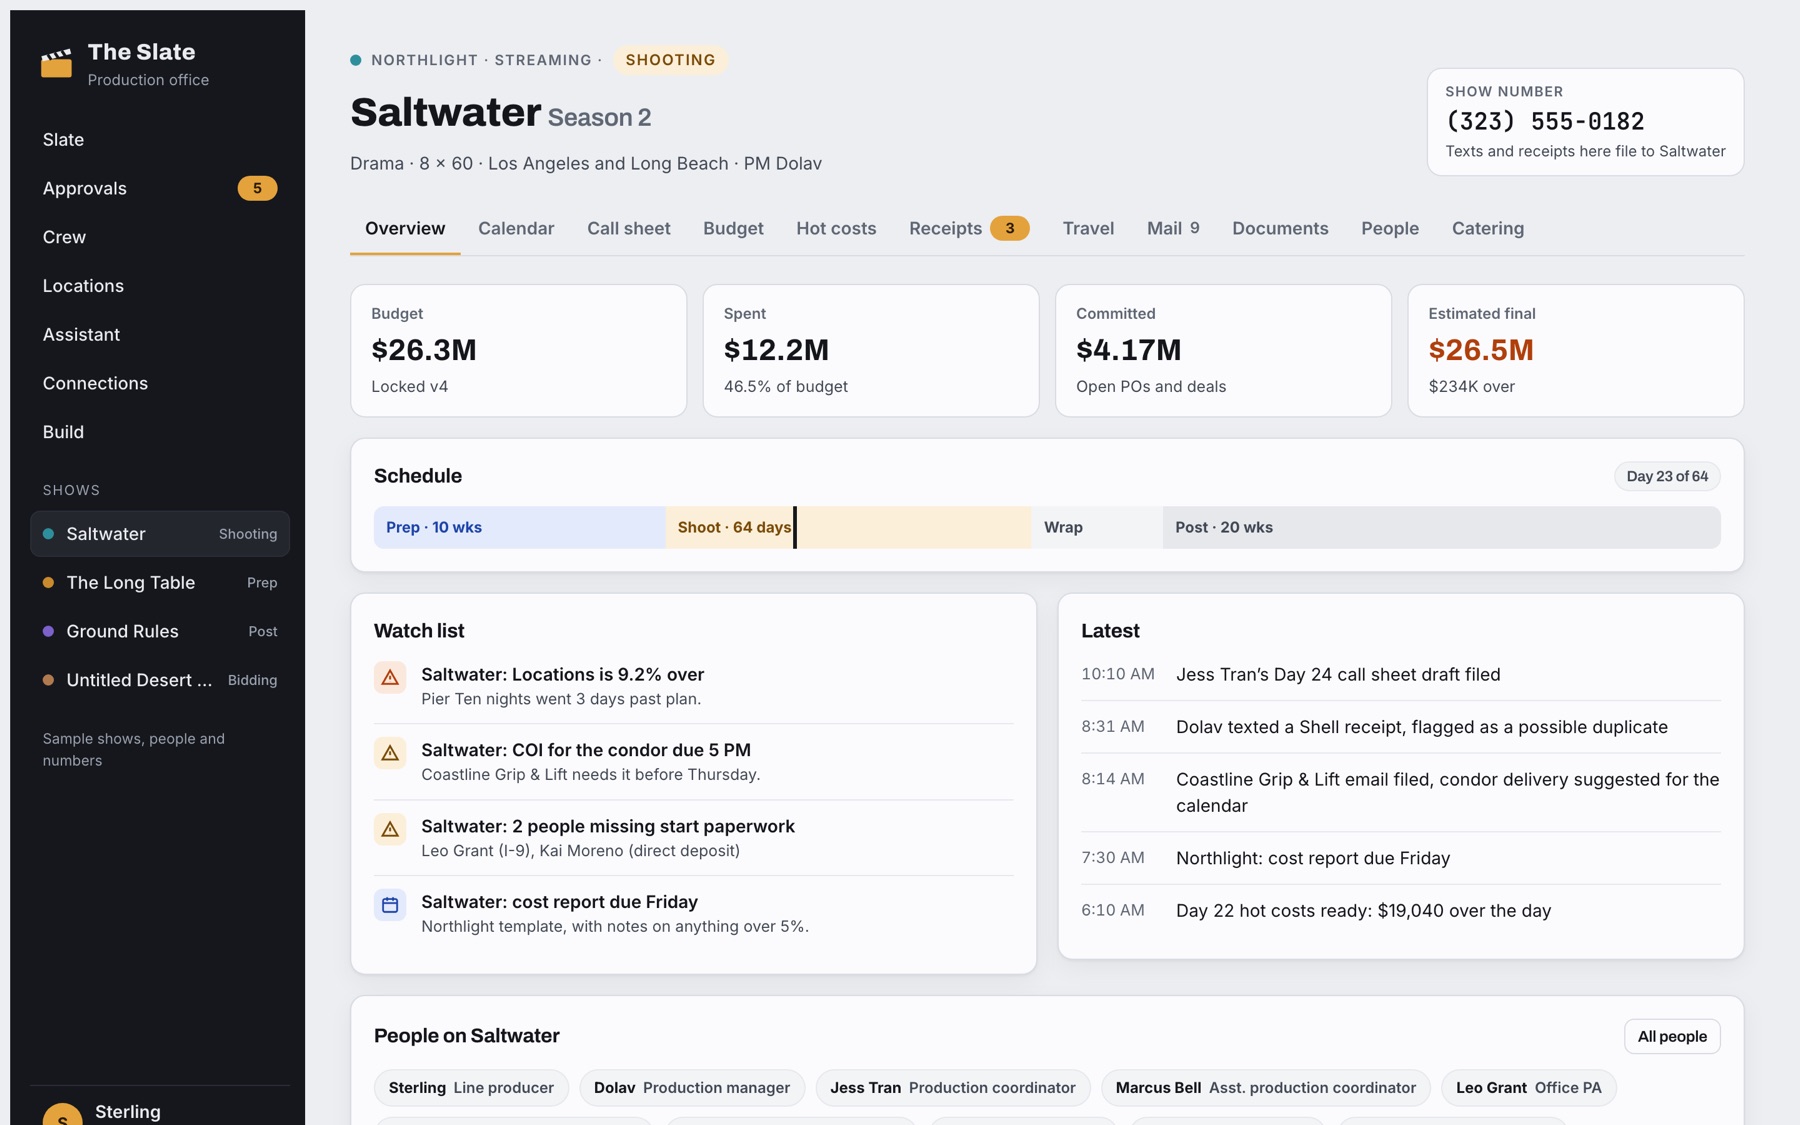 The Slate
Production office
Slate
Approvals 5
Crew
Locations
Assistant
Connections
Build
SHOWS
Saltwater Shooting
The Long Table Prep
Ground Rules Post
Untitled Desert ... Bidding
Sample shows, people and
numbers
S Sterling
NORTHLIGHT · STREAMING · SHOOTING
Saltwater Season 2
Drama · 8 × 60 · Los Angeles and Long Beach · PM Dolav
SHOW NUMBER
(323) 555-0182
Texts and receipts here file to Saltwater
Overview Calendar Call sheet Budget Hot costs Receipts 3 Travel Mail 9 Documents People Catering
Budget
$26.3M
Locked v4
Spent
$12.2M
46.5% of budget
Committed
$4.17M
Open POs and deals
Estimated final
$26.5M
$234K over
Schedule
Day 23 of 64
Prep · 10 wks Shoot · 64 days Wrap Post · 20 wks
Watch list
Saltwater: Locations is 9.2% over
Pier Ten nights went 3 days past plan.
Saltwater: COI for the condor due 5 PM
Coastline Grip & Lift needs it before Thursday.
Saltwater: 2 people missing start paperwork
Leo Grant (I-9), Kai Moreno (direct deposit)
Saltwater: cost report due Friday
Northlight template, with notes on anything over 5%.
Latest
10:10 AM Jess Tran’s Day 24 call sheet draft filed
8:31 AM Dolav texted a Shell receipt, flagged as a possible duplicate
8:14 AM Coastline Grip & Lift email filed, condor delivery suggested for the
calendar
7:30 AM Northlight: cost report due Friday
6:10 AM Day 22 hot costs ready: $19,040 over the day
People on Saltwater
All people
Sterling Line producer Dolav Production manager Jess Tran Production coordinator Marcus Bell Asst. production coordinator Leo Grant Office PA